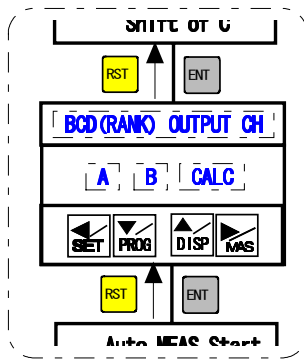 Shift of C
RST ENT
BCD(RANK) OUTPUT CH
A B CALC
SET PROG DISP MAS
RST ENT
Auto MEAS Start